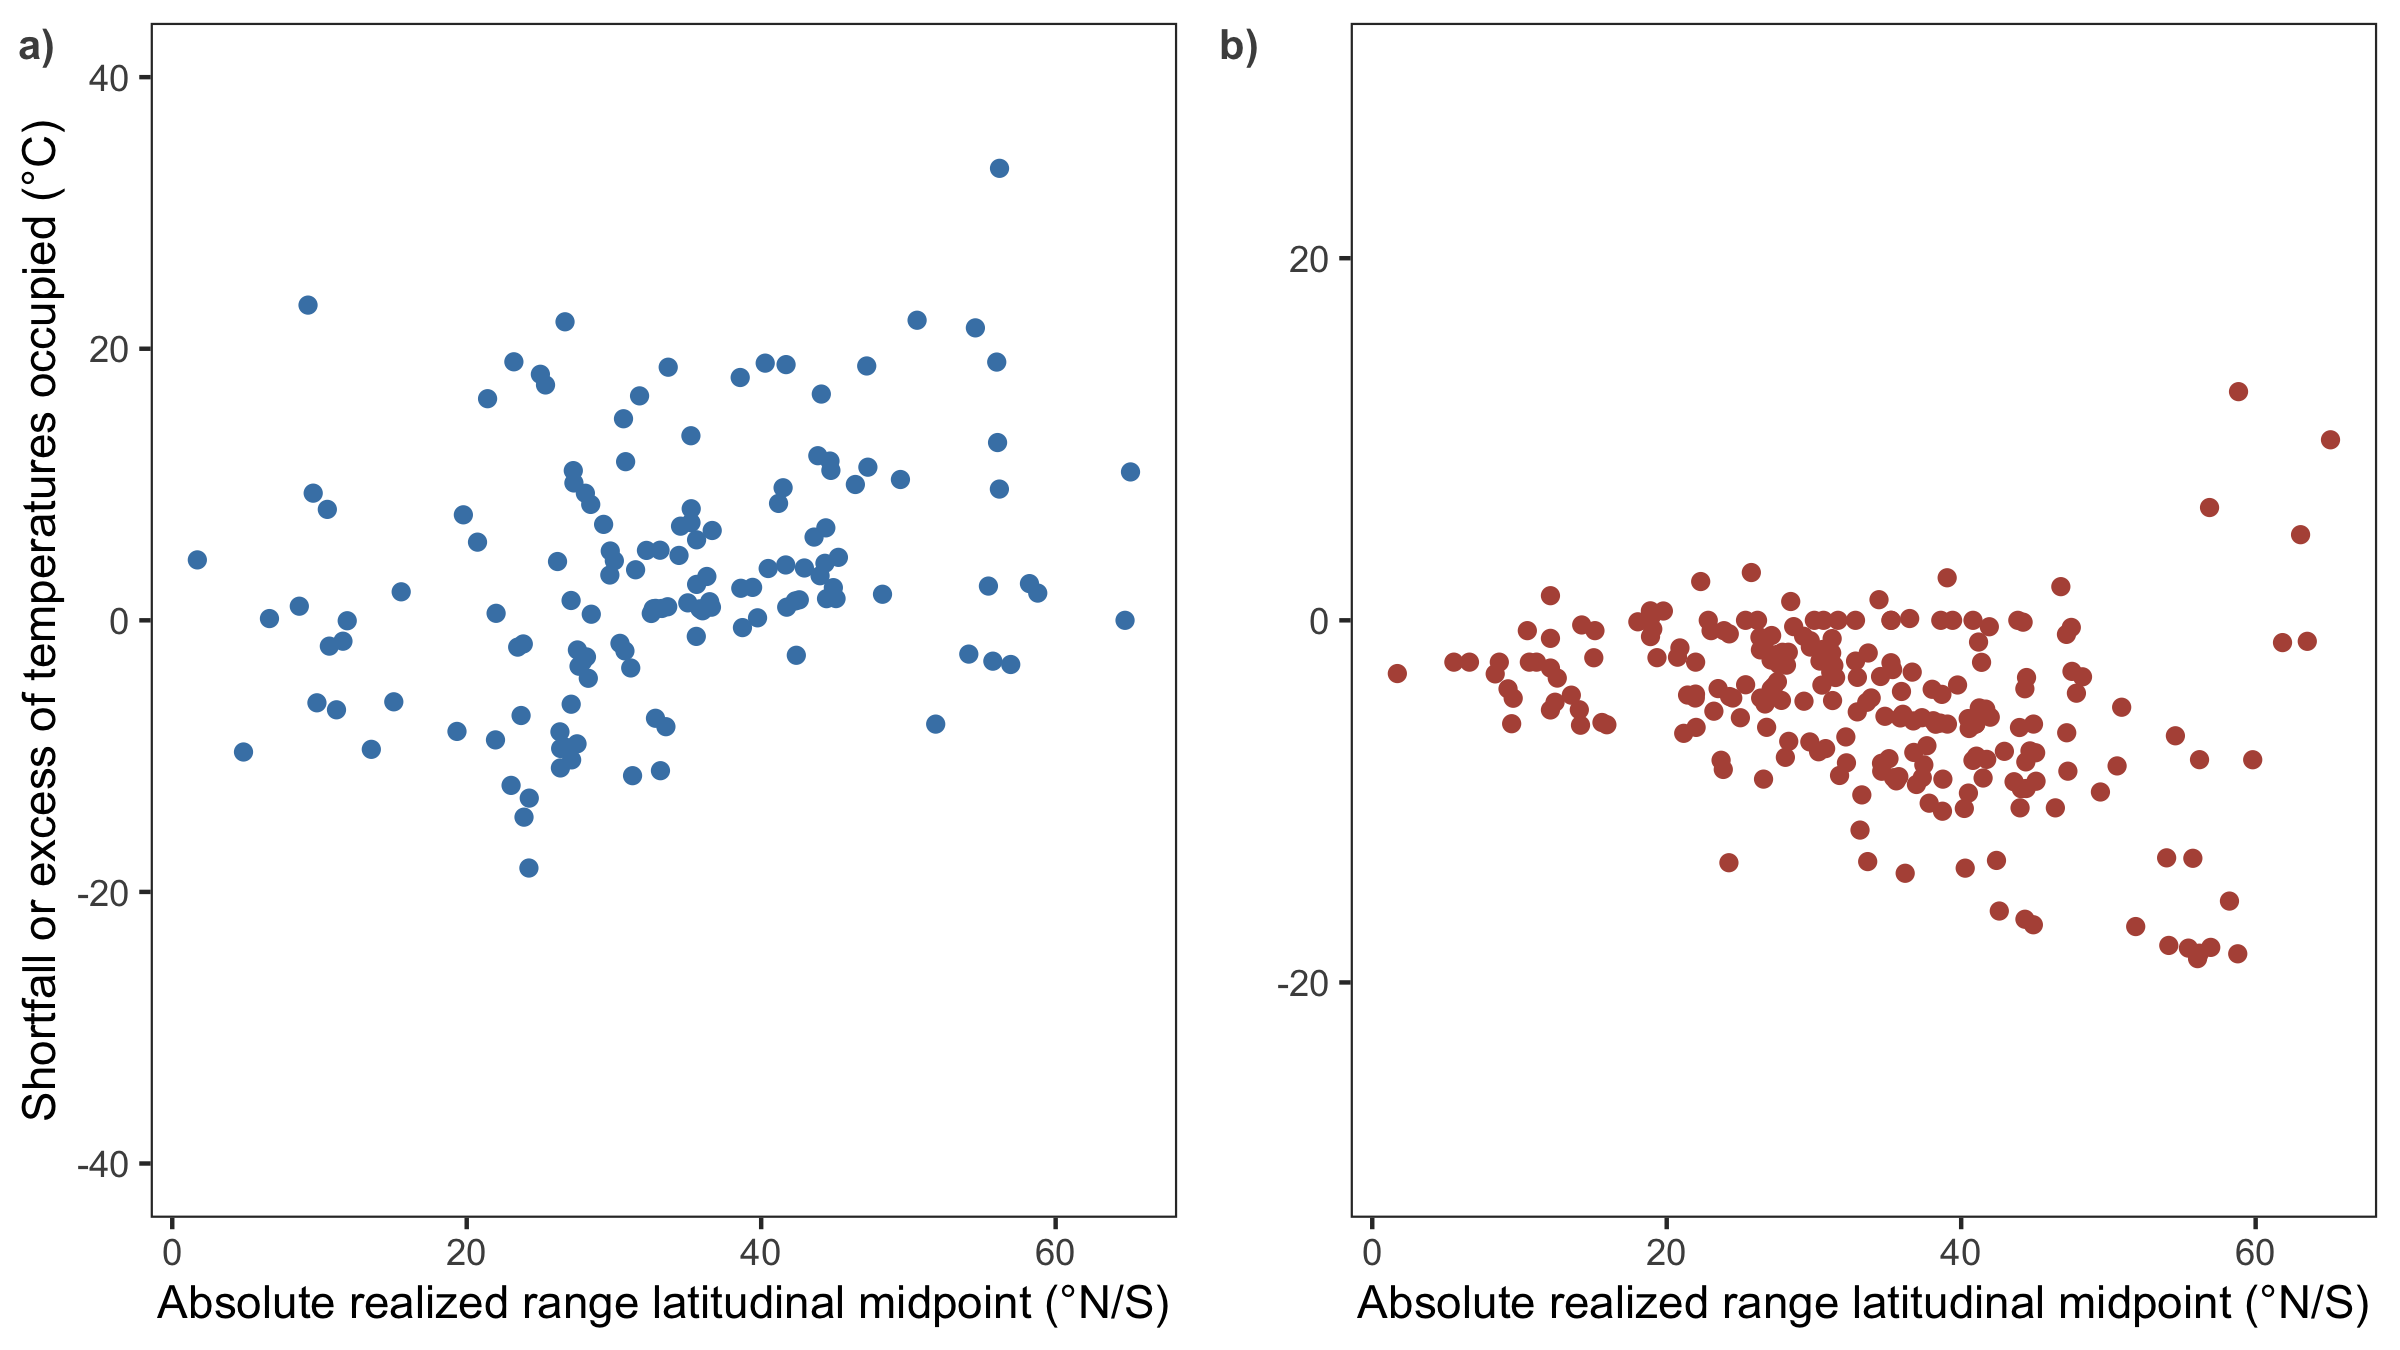 a)
Shortfall or excess of temperatures occupied (°C)
40
20
0
-20
-40
0 20 40 60
Absolute realized range latitudinal midpoint (°N/S)
b)
20
0
-20
0 20 40 60
Absolute realized range latitudinal midpoint (°N/S)